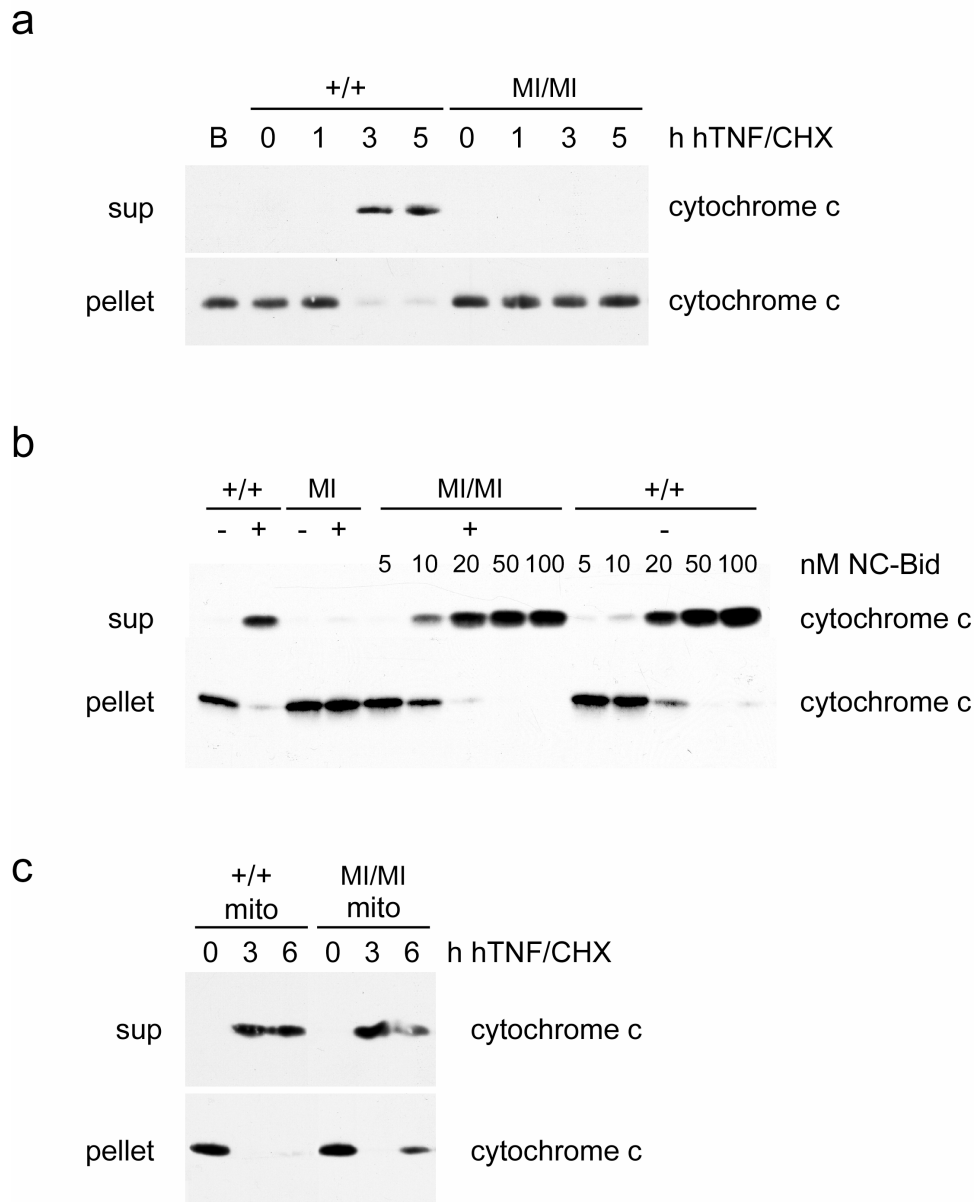 a
+/+ MI/MI
B 0 1 3 5 0 1 3 5 h hTNF/CHX
sup cytochrome c
pellet cytochrome c
b
+/+ MI MI/MI +/+
- + - + + -
5 10 20 50 100 5 10 20 50 100 nM NC-Bid
sup cytochrome c
pellet cytochrome c
c
+/+ MI/MI
mito mito
0 3 6 0 3 6 h hTNF/CHX
sup cytochrome c
pellet cytochrome c